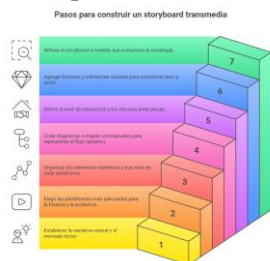 Pasos para construir un storyboard transmedia
Refinar el storyboard a medida que evoluciona la estrategia.
7
Agregar bocetos y referencias visuales para comunicar tono y
estilo.
6
Definir el nivel de interacción y los vínculos entre piezas.
5
Crear diagramas o mapas conceptuales para
representar el flujo narrativo.
4
Organizar los elementos narrativos y sus roles en
cada plataforma.
3
Elegir las plataformas más adecuadas para
la historia y la audiencia.
2
Establecer la narrativa central y el
mensaje rector.
1